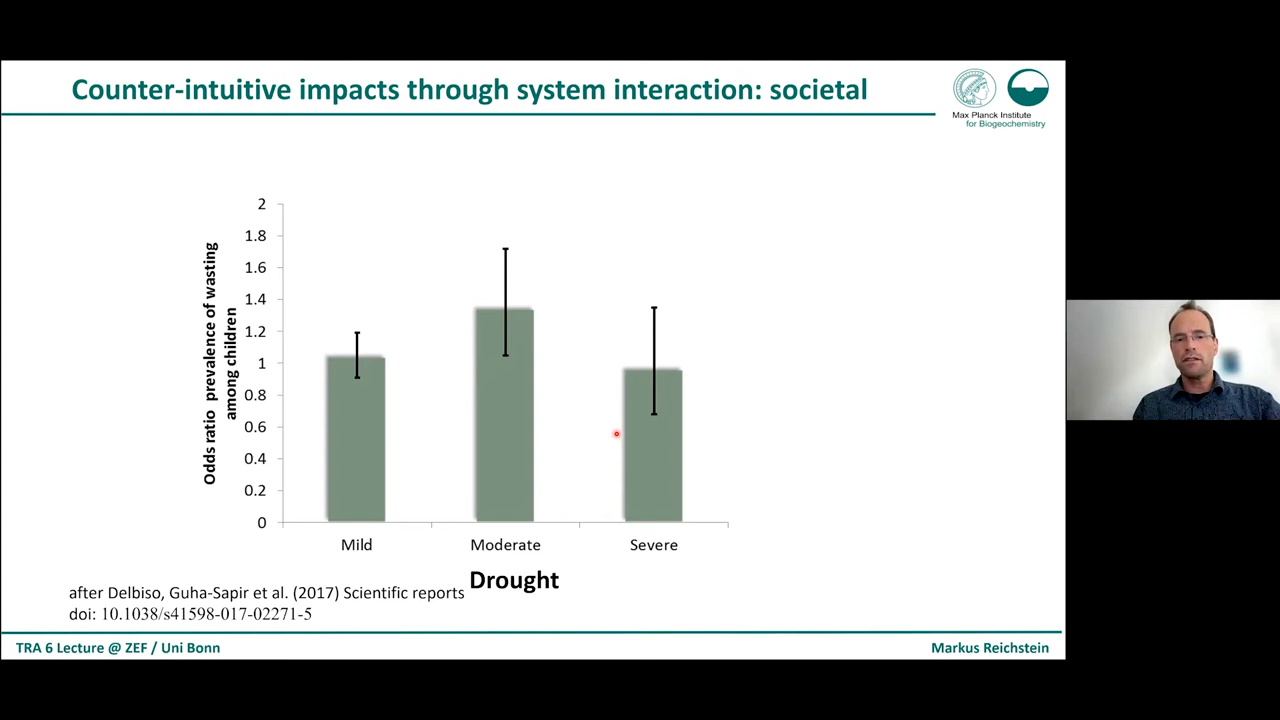 Counter-intuitive impacts through system interaction: societal
Max Planck Institute
for Biogeochemistry
Odds ratio prevalence of wasting
among children
2
1.8
1.6
1.4
1.2
1
0.8
0.6
0.4
0.2
0
Mild Moderate Severe
Drought
after Delbiso, Guha-Sapir et al. (2017) Scientific reports
doi: 10.1038/s41598-017-02271-5
TRA 6 Lecture @ ZEF / Uni Bonn
Markus Reichstein